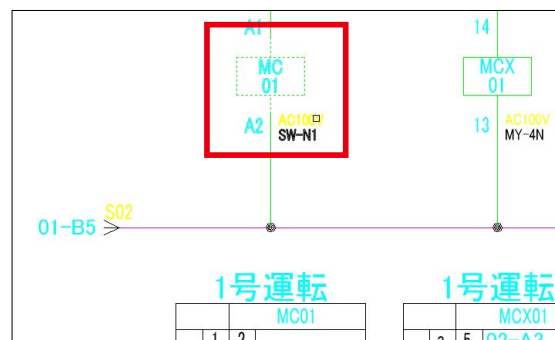 A1
14
MC
01
MCX
01
A2
AC100V
SW-N1
13
AC100V
MY-4N
01-B5
S02
1号運転
1号運転
MC01
MCX01
1 2
5